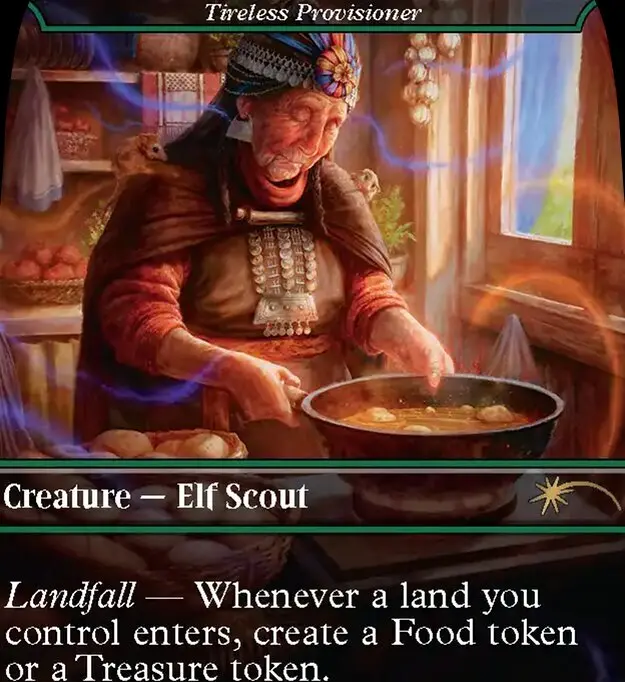 Tireless Provisioner
Creature — Elf Scout
Landfall — Whenever a land you
control enters, create a Food token
or a Treasure token.